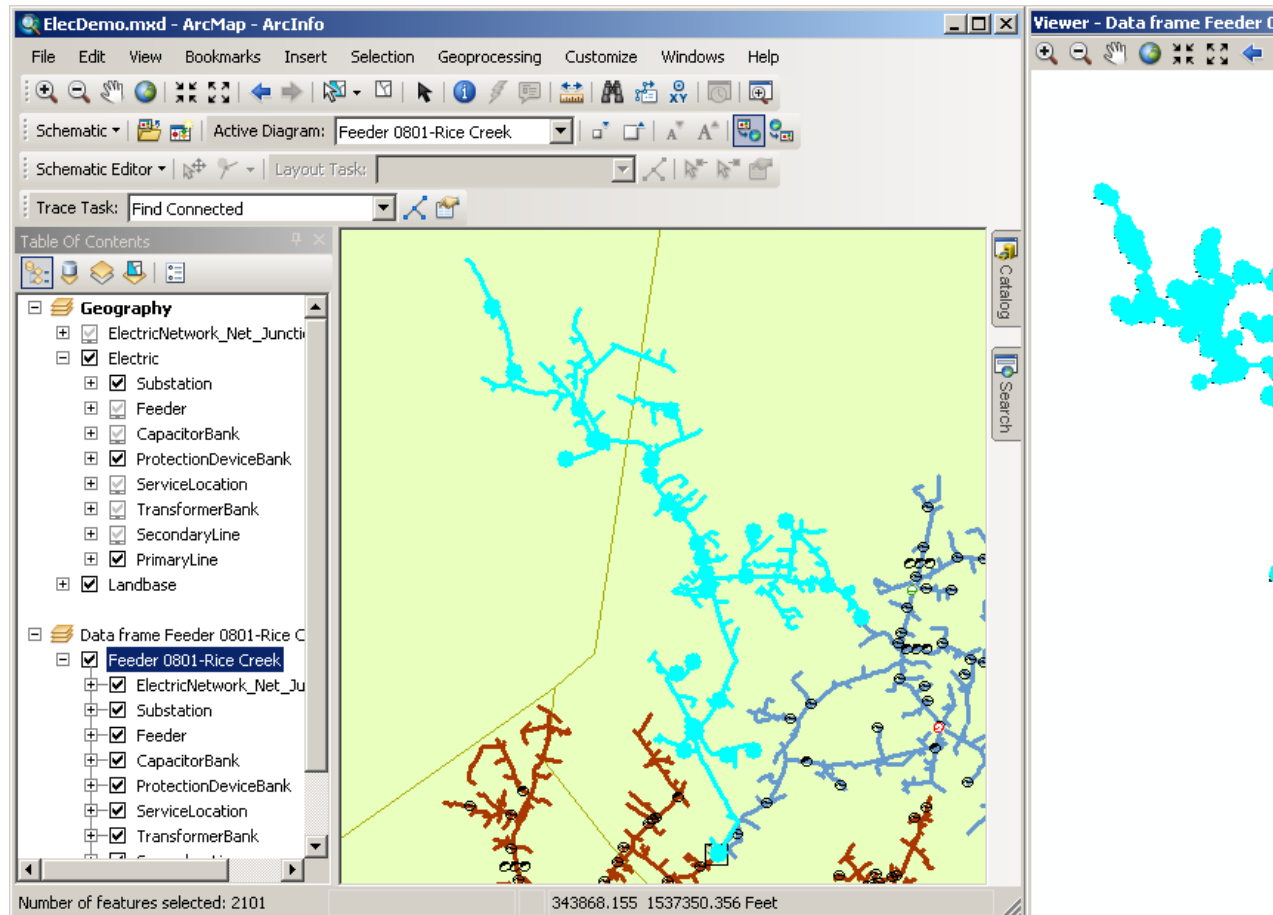 ElecDemo.mxd - ArcMap - ArcInfo
File Edit View Bookmarks Insert Selection Geoprocessing Customize Windows Help
XY
Schematic Active Diagram: Feeder 0801-Rice Creek A A
Schematic Editor Layout Task:
Trace Task: Find Connected
Table Of Contents
Geography
ElectricNetwork_Net_Juncti
Electric
Substation
Feeder
CapacitorBank
ProtectionDeviceBank
ServiceLocation
TransformerBank
SecondaryLine
PrimaryLine
Landbase
Data frame Feeder 0801-Rice C
Feeder 0801-Rice Creek
ElectricNetwork_Net_Ju
Substation
Feeder
CapacitorBank
ProtectionDeviceBank
ServiceLocation
TransformerBank
Number of features selected: 2101
343868.155 1537350.356 Feet
Catalog
Search
Viewer - Data frame Feeder 0